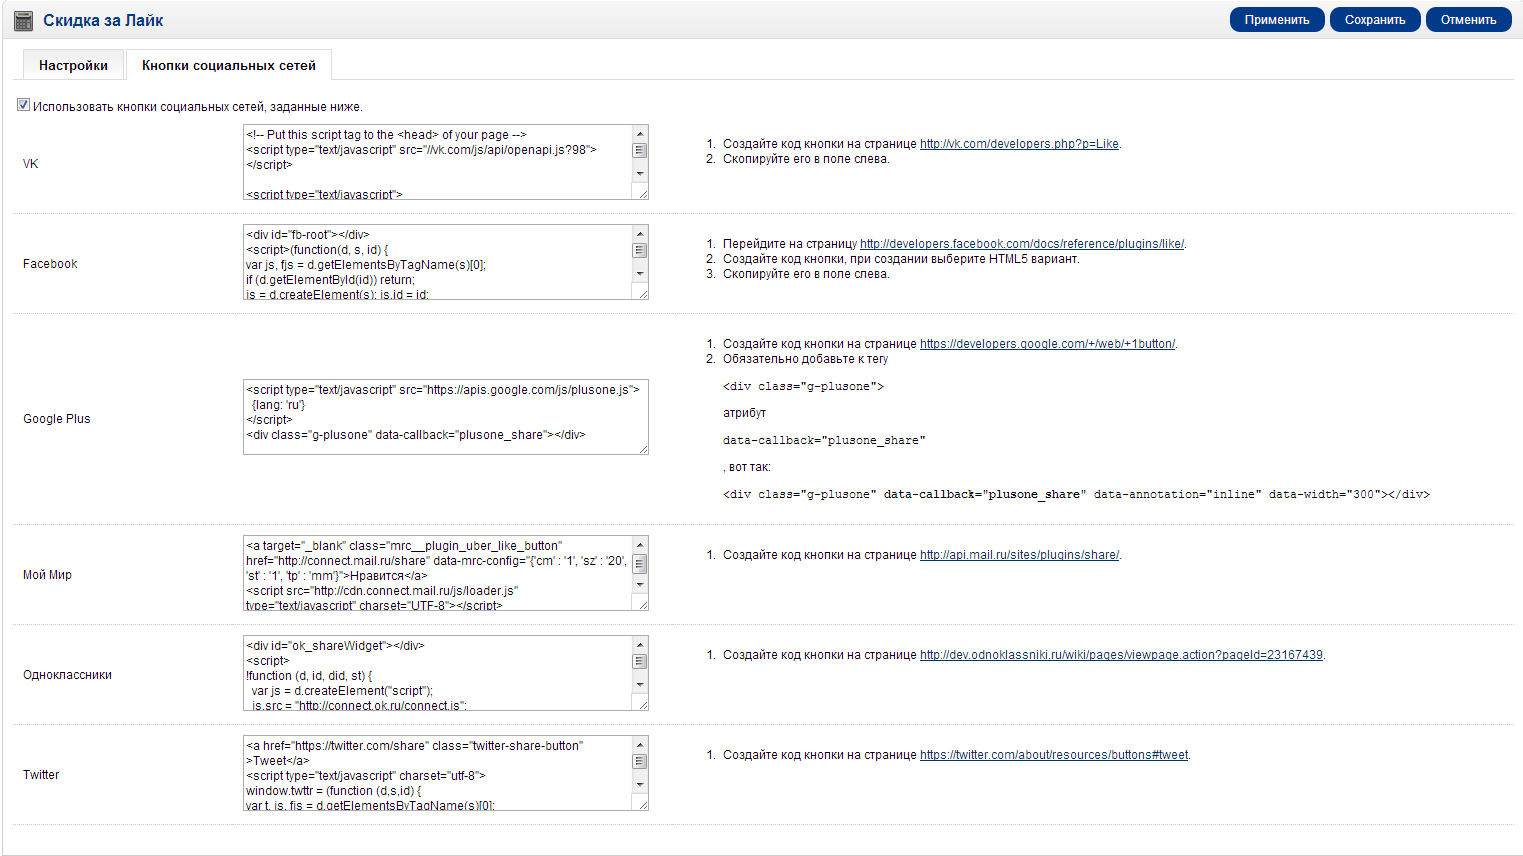 Скидка за Лайк
Применить Сохранить Отменить
Настройки Кнопки социальных сетей
Использовать кнопки социальных сетей, заданные ниже.
VK
<!-- Put this script tag to the <head> of your page -->
<script type="text/javascript" src="//vk.com/js/api/openapi.js?98">
</script>
<script type="text/javascript">
1. Создайте код кнопки на странице http://vk.com/developers.php?p=Like.
2. Скопируйте его в поле слева.
Facebook
<div id="fb-root"></div>
<script>(function(d, s, id) {
var js, fjs = d.getElementsByTagName(s)[0];
if (d.getElementById(id)) return;
js = d.createElement(s); js.id = id;
1. Перейдите на страницу http://developers.facebook.com/docs/reference/plugins/like/.
2. Создайте код кнопки, при создании выберите HTML5 вариант.
3. Скопируйте его в поле слева.
Google Plus
<script type="text/javascript" src="https://apis.google.com/js/plusone.js">
{lang: 'ru'}
</script>
<div class="g-plusone" data-callback="plusone_share"></div>
1. Создайте код кнопки на странице https://developers.google.com/+/web/+1button/.
2. Обязательно добавьте к тегу
<div class="g-plusone">
атрибут
data-callback="plusone_share"
, вот так:
<div class="g-plusone" data-callback="plusone_share" data-annotation="inline" data-width="300"></div>
Мой Мир
<a target="_blank" class="mrc__plugin_uber_like_button"
href="http://connect.mail.ru/share" data-mrc-config="{'cm' : '1', 'sz' : '20',
'st' : '1', 'tp' : 'mm'}">Нравится</a>
<script src="http://cdn.connect.mail.ru/js/loader.js"
type="text/javascript" charset="UTF-8"></script>
1. Создайте код кнопки на странице http://api.mail.ru/sites/plugins/share/.
Одноклассники
<div id="ok_shareWidget"></div>
<script>
!function (d, id, did, st) {
var js = d.createElement("script");
js.src = "http://connect.ok.ru/connect.js";
1. Создайте код кнопки на странице http://dev.odnoklassniki.ru/wiki/pages/viewpage.action?pageId=23167439.
Twitter
<a href="https://twitter.com/share" class="twitter-share-button"
>Tweet</a>
<script type="text/javascript" charset="utf-8">
window.twttr = (function (d,s,id) {
var t, js, fjs = d.getElementsByTagName(s)[0];
1. Создайте код кнопки на странице https://twitter.com/about/resources/buttons#tweet.